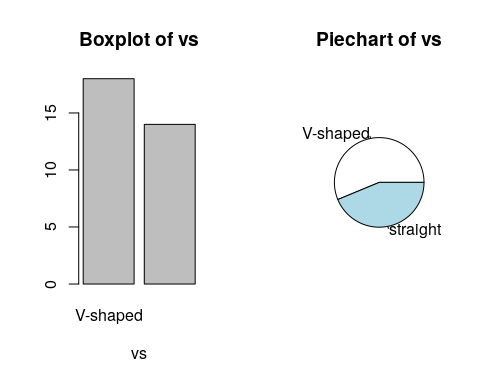 Boxplot of vs
15
10
5
0
V-shaped
vs
Piechart of vs
V-shaped
straight